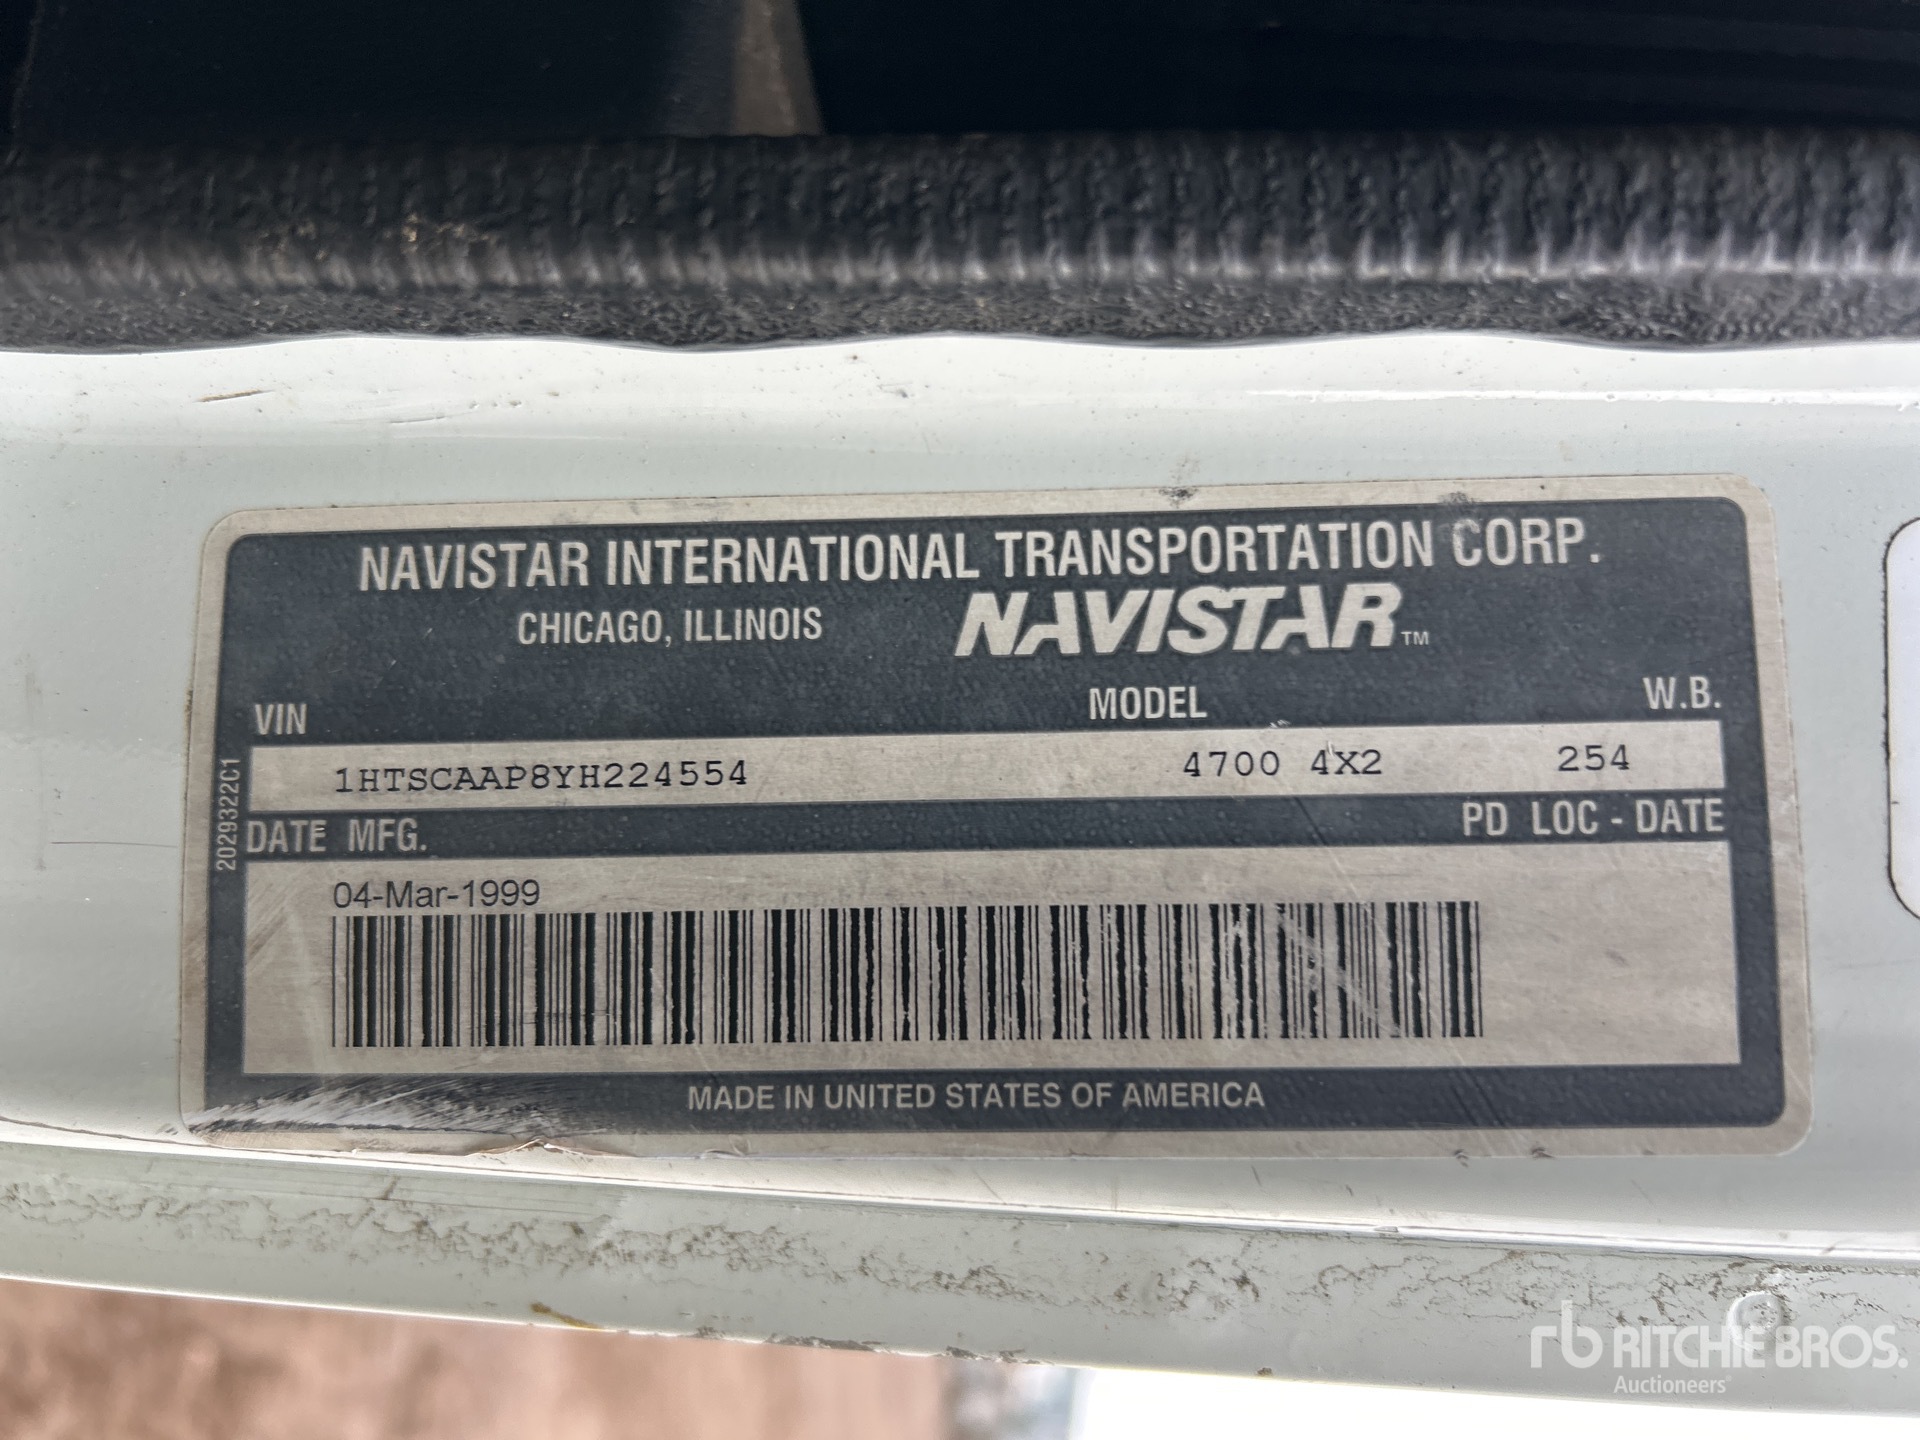 NAVISTAR INTERNATIONAL TRANSPORTATION CORP.
CHICAGO, ILLINOIS NAVISTAR™
VIN MODEL W.B.
1HTSCAAP8YH224554 4700 4X2 254
DATE MFG. PD LOC - DATE
2029322C1
04-Mar-1999
MADE IN UNITED STATES OF AMERICA
rb RITCHIE BROS.
Auctioneers